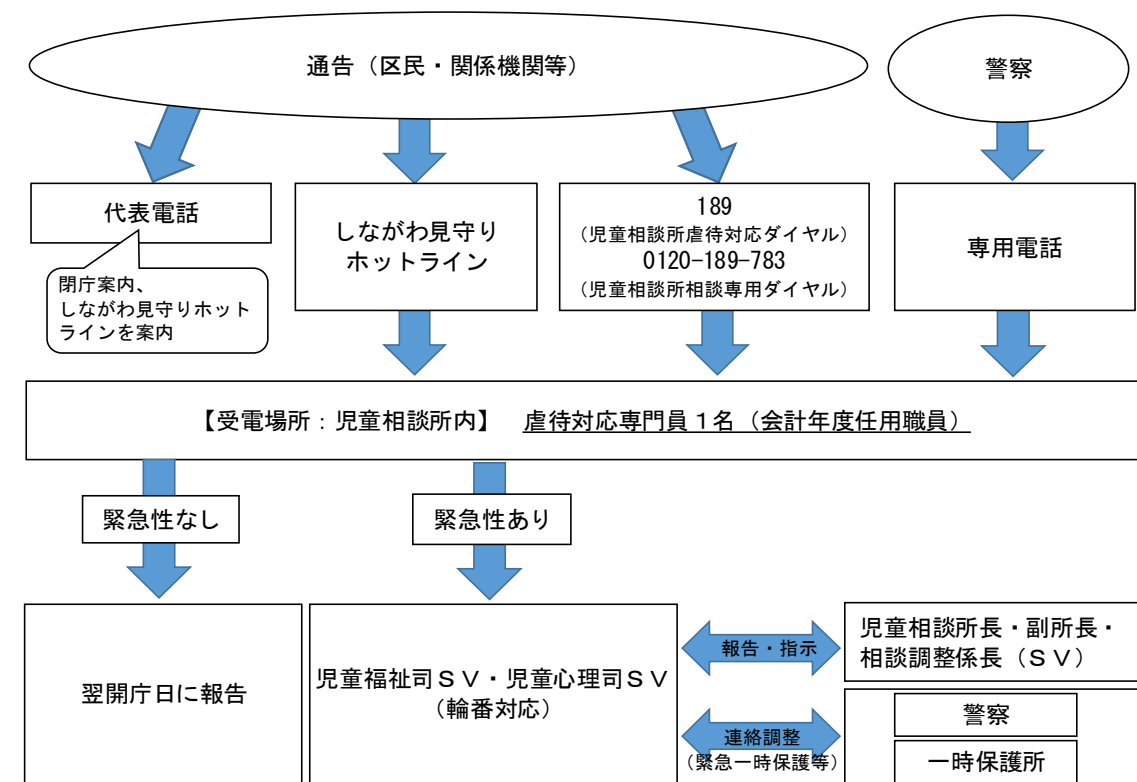 通告(区民・関係機関等)
警察
代表電話
閉庁案内、
しながわ見守りホット
ラインを案内
しながわ見守り
ホットライン
189
(児童相談所虐待対応ダイヤル)
0120-189-783
(児童相談所相談専用ダイヤル)
専用電話
【受電場所:児童相談所内】 虐待対応専門員1名(会計年度任用職員)
緊急性なし
緊急性あり
翌開庁日に報告
児童福祉司SV・児童心理司SV
(輪番対応)
報告・指示
児童相談所長・副所長・
相談調整係長(SV)
連絡調整
(緊急一時保護等)
警察
一時保護所